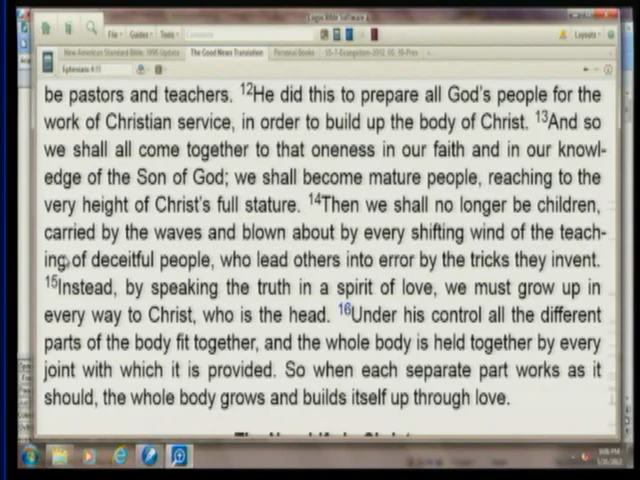 Logos Bible Software 4
File Guides Tools Layouts
New American Standard Bible: 1995 Update The Good News Translation Personal Books
Ephesians 4:11
be pastors and teachers. 12He did this to prepare all God's people for the
work of Christian service, in order to build up the body of Christ. 13And so
we shall all come together to that oneness in our faith and in our knowl-
edge of the Son of God; we shall become mature people, reaching to the
very height of Christ's full stature. 14Then we shall no longer be children,
carried by the waves and blown about by every shifting wind of the teach-
ing of deceitful people, who lead others into error by the tricks they invent.
15Instead, by speaking the truth in a spirit of love, we must grow up in
every way to Christ, who is the head. 16Under his control all the different
parts of the body fit together, and the whole body is held together by every
joint with which it is provided. So when each separate part works as it
should, the whole body grows and builds itself up through love.